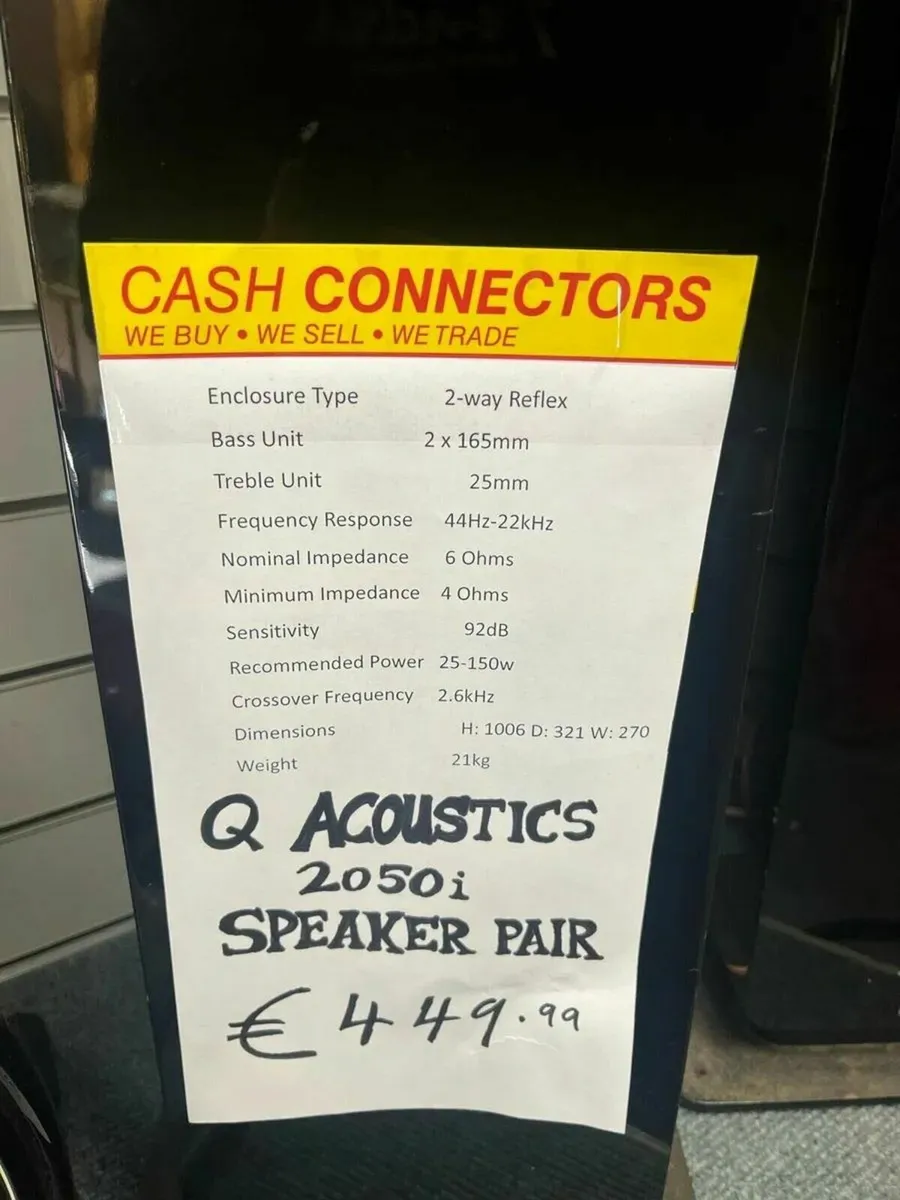 CASH CONNECTORS
WE BUY • WE SELL • WE TRADE
Enclosure Type 2-way Reflex
Bass Unit 2 x 165mm
Treble Unit 25mm
Frequency Response 44Hz-22kHz
Nominal Impedance 6 Ohms
Minimum Impedance 4 Ohms
Sensitivity 92dB
Recommended Power 25-150w
Crossover Frequency 2.6kHz
Dimensions H: 1006 D: 321 W: 270
Weight 21kg
Q ACOUSTICS
2050i
SPEAKER PAIR
€ 449.99